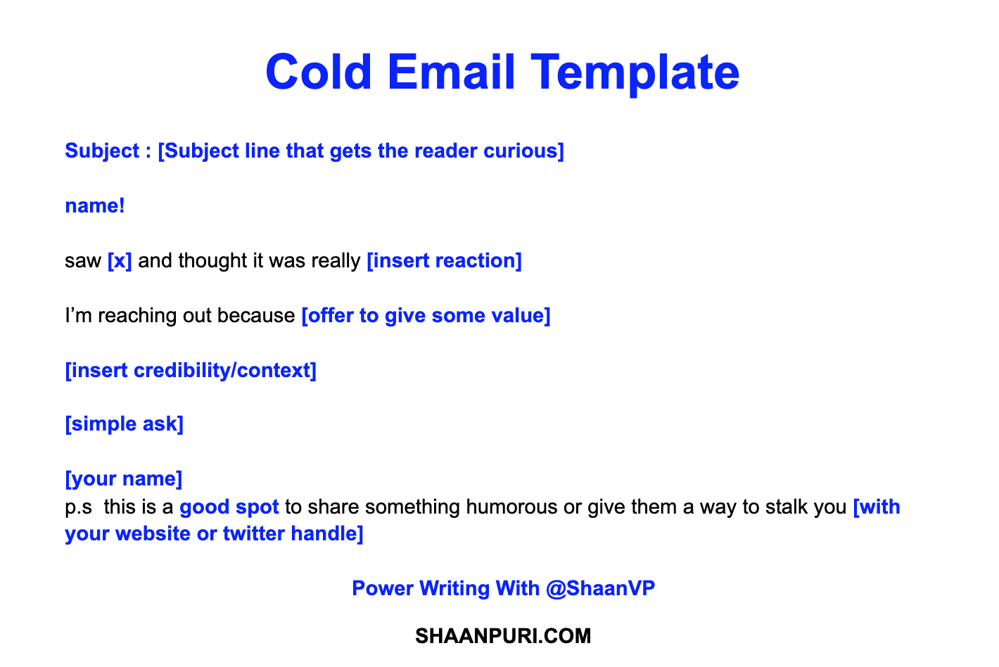 Cold Email Template
Subject : [Subject line that gets the reader curious]
name!
saw [x] and thought it was really [insert reaction]
I’m reaching out because [offer to give some value]
[insert credibility/context]
[simple ask]
[your name]
p.s  this is a good spot to share something humorous or give them a way to stalk you [with
your website or twitter handle]
Power Writing With @ShaanVP
SHAANPURI.COM